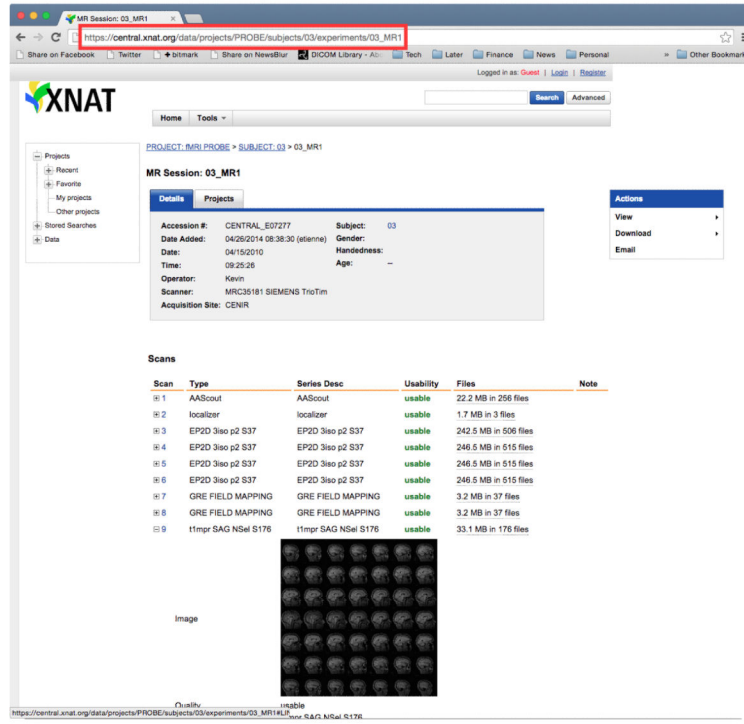 MR Session: 03_MR1
https://central.xnat.org/data/projects/PROBE/subjects/03/experiments/03_MR1
Share on Facebook Twitter + bitmark Share on NewsBlur DICOM Library - Abo Tech Later Finance News Personal » Other Bookmark
Logged in as: Guest | Login | Register
XNAT
Search Advanced
Home Tools
PROJECT: fMRI PROBE > SUBJECT: 03 > 03_MR1
Projects
Recent
Favorite
My projects
Other projects
Stored Searches
Data
MR Session: 03_MR1
Details Projects
Actions
View
Download
Email
Accession #: CENTRAL_E07277 Subject: 03
Date Added: 04/26/2014 08:38:30 (etienne) Gender:
Date: 04/15/2010 Handedness:
Time: 09:25:26 Age: --
Operator: Kevin
Scanner: MRC35181 SIEMENS TrioTim
Acquisition Site: CENIR
Scans
Scan Type Series Desc Usability Files Note
1 AAScout AAScout usable 22.2 MB in 256 files
2 localizer localizer usable 1.7 MB in 3 files
3 EP2D 3iso p2 S37 EP2D 3iso p2 S37 usable 242.5 MB in 506 files
4 EP2D 3iso p2 S37 EP2D 3iso p2 S37 usable 246.5 MB in 515 files
5 EP2D 3iso p2 S37 EP2D 3iso p2 S37 usable 246.5 MB in 515 files
6 EP2D 3iso p2 S37 EP2D 3iso p2 S37 usable 246.5 MB in 515 files
7 GRE FIELD MAPPING GRE FIELD MAPPING usable 3.2 MB in 37 files
8 GRE FIELD MAPPING GRE FIELD MAPPING usable 3.2 MB in 37 files
9 t1mpr SAG NSel S176 t1mpr SAG NSel S176 usable 33.1 MB in 176 files
Image
Quality usable
https://central.xnat.org/data/projects/PROBE/subjects/03/experiments/03_MR1#LIN
mpr SAG NSel S176